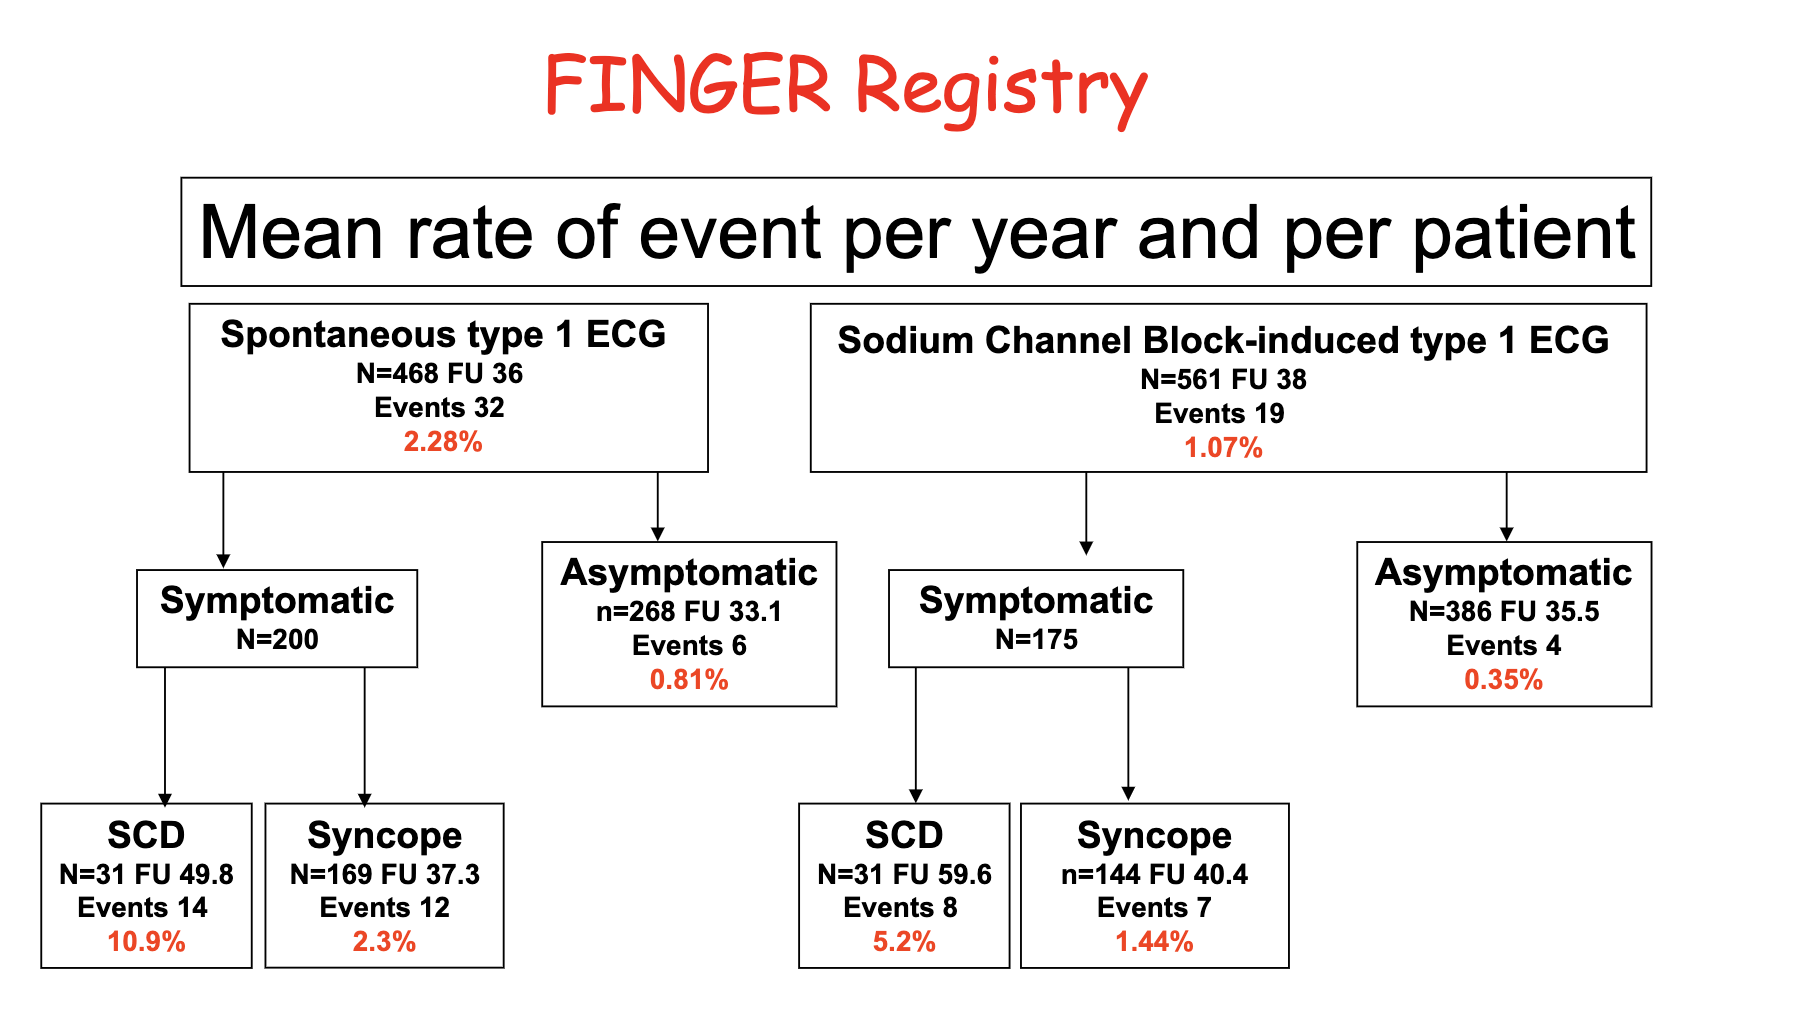 FINGER Registry
Mean rate of event per year and per patient
Spontaneous type 1 ECG
N=468 FU 36
Events 32
2.28%
Sodium Channel Block-induced type 1 ECG
N=561 FU 38
Events 19
1.07%
Symptomatic
N=200
Asymptomatic
n=268 FU 33.1
Events 6
0.81%
Symptomatic
N=175
Asymptomatic
N=386 FU 35.5
Events 4
0.35%
SCD
N=31 FU 49.8
Events 14
10.9%
Syncope
N=169 FU 37.3
Events 12
2.3%
SCD
N=31 FU 59.6
Events 8
5.2%
Syncope
n=144 FU 40.4
Events 7
1.44%